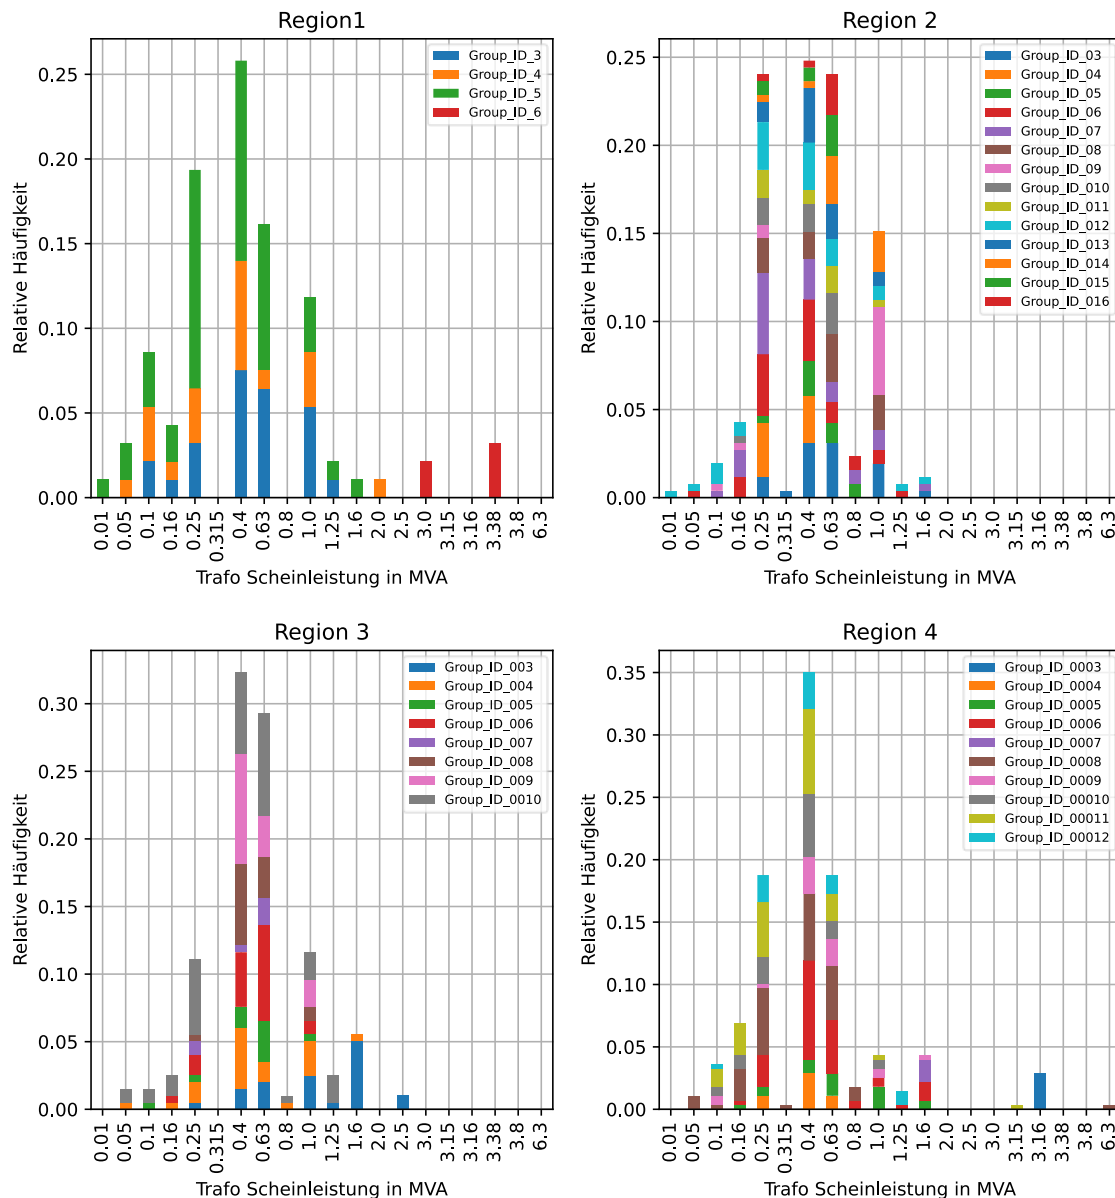 Region1
Relative Häufigkeit
0.25
0.20
0.15
0.10
0.05
0.00
Group_ID_3
Group_ID_4
Group_ID_5
Group_ID_6
0.01
0.05
0.1
0.16
0.25
0.315
0.4
0.63
0.8
1.0
1.25
1.6
2.0
2.5
3.0
3.15
3.16
3.38
3.8
6.3
Trafo Scheinleistung in MVA
Region 2
Relative Häufigkeit
0.25
0.20
0.15
0.10
0.05
0.00
Group_ID_03
Group_ID_04
Group_ID_05
Group_ID_06
Group_ID_07
Group_ID_08
Group_ID_09
Group_ID_010
Group_ID_011
Group_ID_012
Group_ID_013
Group_ID_014
Group_ID_015
Group_ID_016
0.01
0.05
0.1
0.16
0.25
0.315
0.4
0.63
0.8
1.0
1.25
1.6
2.0
2.5
3.0
3.15
3.16
3.38
3.8
6.3
Trafo Scheinleistung in MVA
Region 3
Relative Häufigkeit
0.30
0.25
0.20
0.15
0.10
0.05
0.00
Group_ID_003
Group_ID_004
Group_ID_005
Group_ID_006
Group_ID_007
Group_ID_008
Group_ID_009
Group_ID_0010
0.01
0.05
0.1
0.16
0.25
0.315
0.4
0.63
0.8
1.0
1.25
1.6
2.0
2.5
3.0
3.15
3.16
3.38
3.8
6.3
Trafo Scheinleistung in MVA
Region 4
Relative Häufigkeit
0.35
0.30
0.25
0.20
0.15
0.10
0.05
0.00
Group_ID_0003
Group_ID_0004
Group_ID_0005
Group_ID_0006
Group_ID_0007
Group_ID_0008
Group_ID_0009
Group_ID_00010
Group_ID_00011
Group_ID_00012
0.01
0.05
0.1
0.16
0.25
0.315
0.4
0.63
0.8
1.0
1.25
1.6
2.0
2.5
3.0
3.15
3.16
3.38
3.8
6.3
Trafo Scheinleistung in MVA